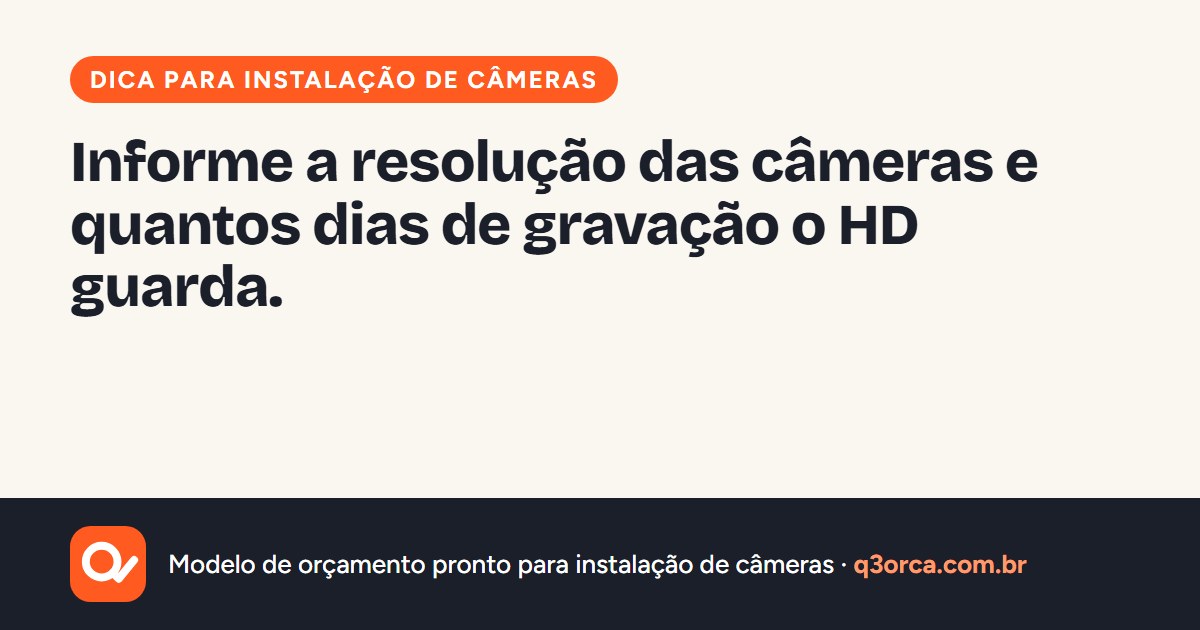 DICA PARA INSTALAÇÃO DE CÂMERAS
Informe a resolução das câmeras e
quantos dias de gravação o HD
guarda.
Modelo de orçamento pronto para instalação de câmeras · q3orca.com.br